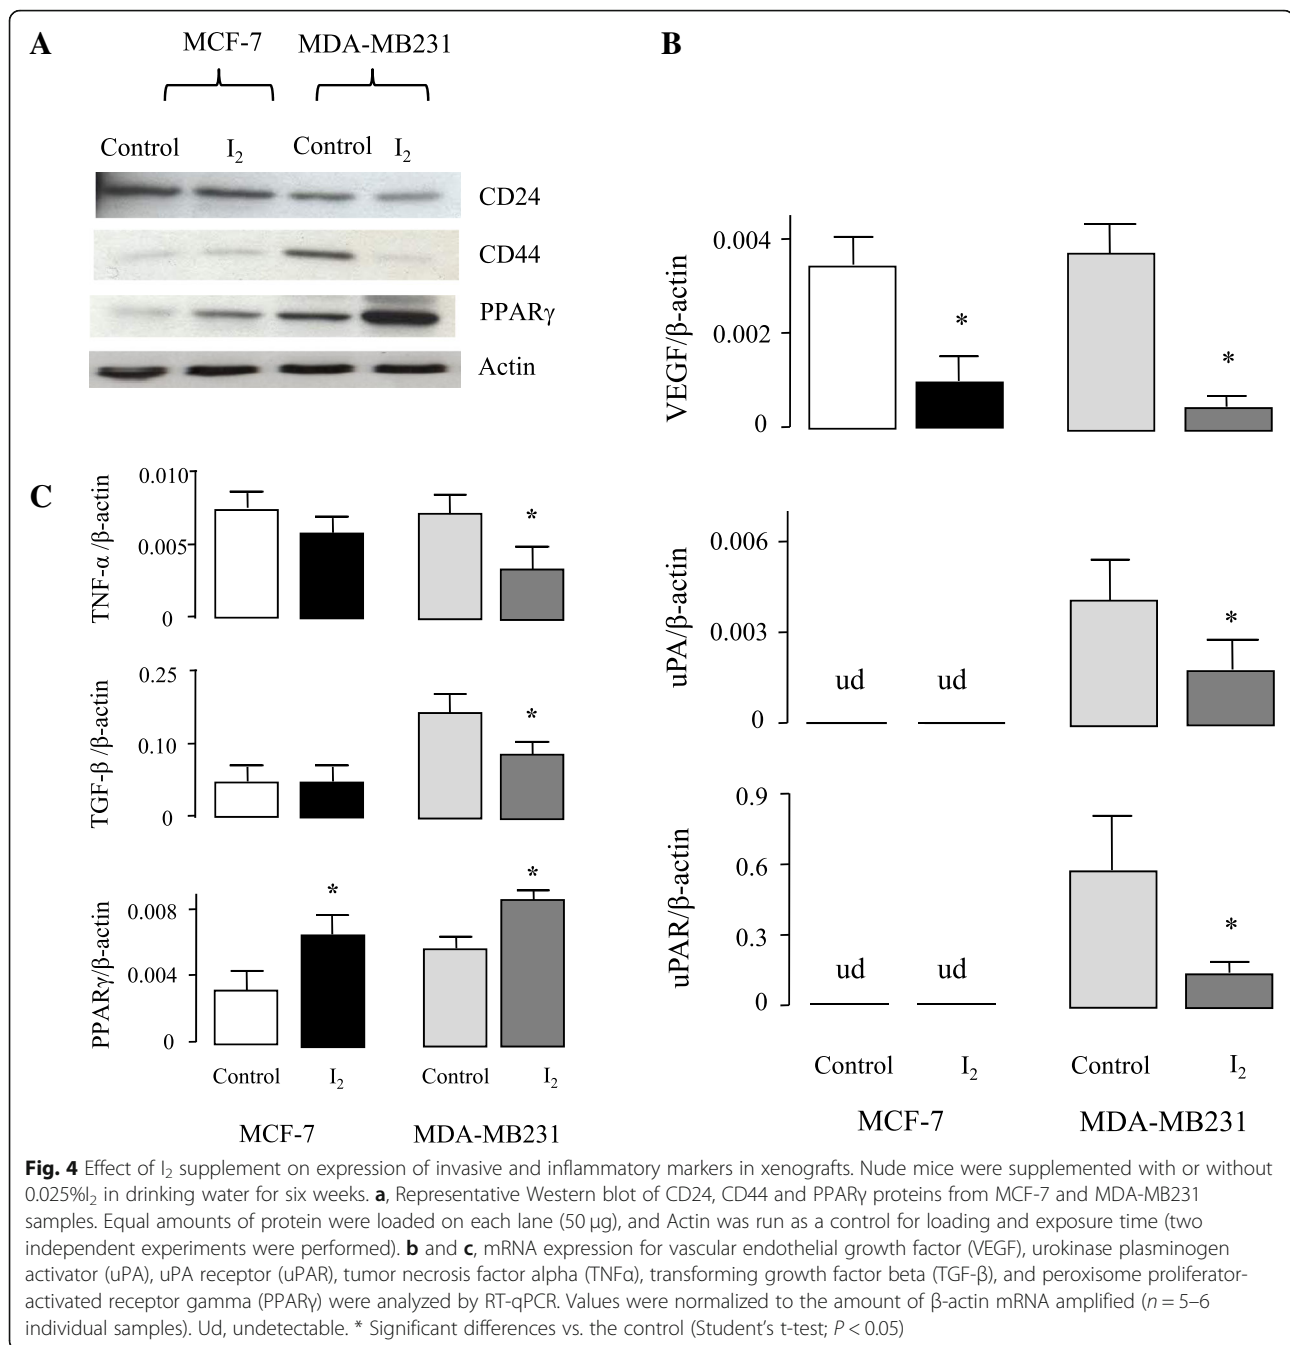 A
MCF-7 MDA-MB231
Control I₂ Control I₂
CD24
CD44
PPARγ
Actin
B
VEGF/β-actin
0.004
0.002
0
*
*
uPA/β-actin
0.006
0.003
0
ud ud
*
uPAR/β-actin
0.9
0.6
0.3
0
ud ud
*
Control I₂ Control I₂
MCF-7 MDA-MB231
C
TNF-α /β-actin
0.010
0.005
0
*
TGF-β /β-actin
0.25
0.10
0
*
PPARγ/β-actin
0.008
0.004
0
*
*
Control I₂ Control I₂
MCF-7 MDA-MB231
Fig. 4 Effect of I₂ supplement on expression of invasive and inflammatory markers in xenografts. Nude mice were supplemented with or without
0.025%I₂ in drinking water for six weeks. a, Representative Western blot of CD24, CD44 and PPARγ proteins from MCF-7 and MDA-MB231
samples. Equal amounts of protein were loaded on each lane (50 μg), and Actin was run as a control for loading and exposure time (two
independent experiments were performed). b and c, mRNA expression for vascular endothelial growth factor (VEGF), urokinase plasminogen
activator (uPA), uPA receptor (uPAR), tumor necrosis factor alpha (TNFα), transforming growth factor beta (TGF-β), and peroxisome proliferator-
activated receptor gamma (PPARγ) were analyzed by RT-qPCR. Values were normalized to the amount of β-actin mRNA amplified (n = 5–6
individual samples). Ud, undetectable. * Significant differences vs. the control (Student's t-test; P < 0.05)